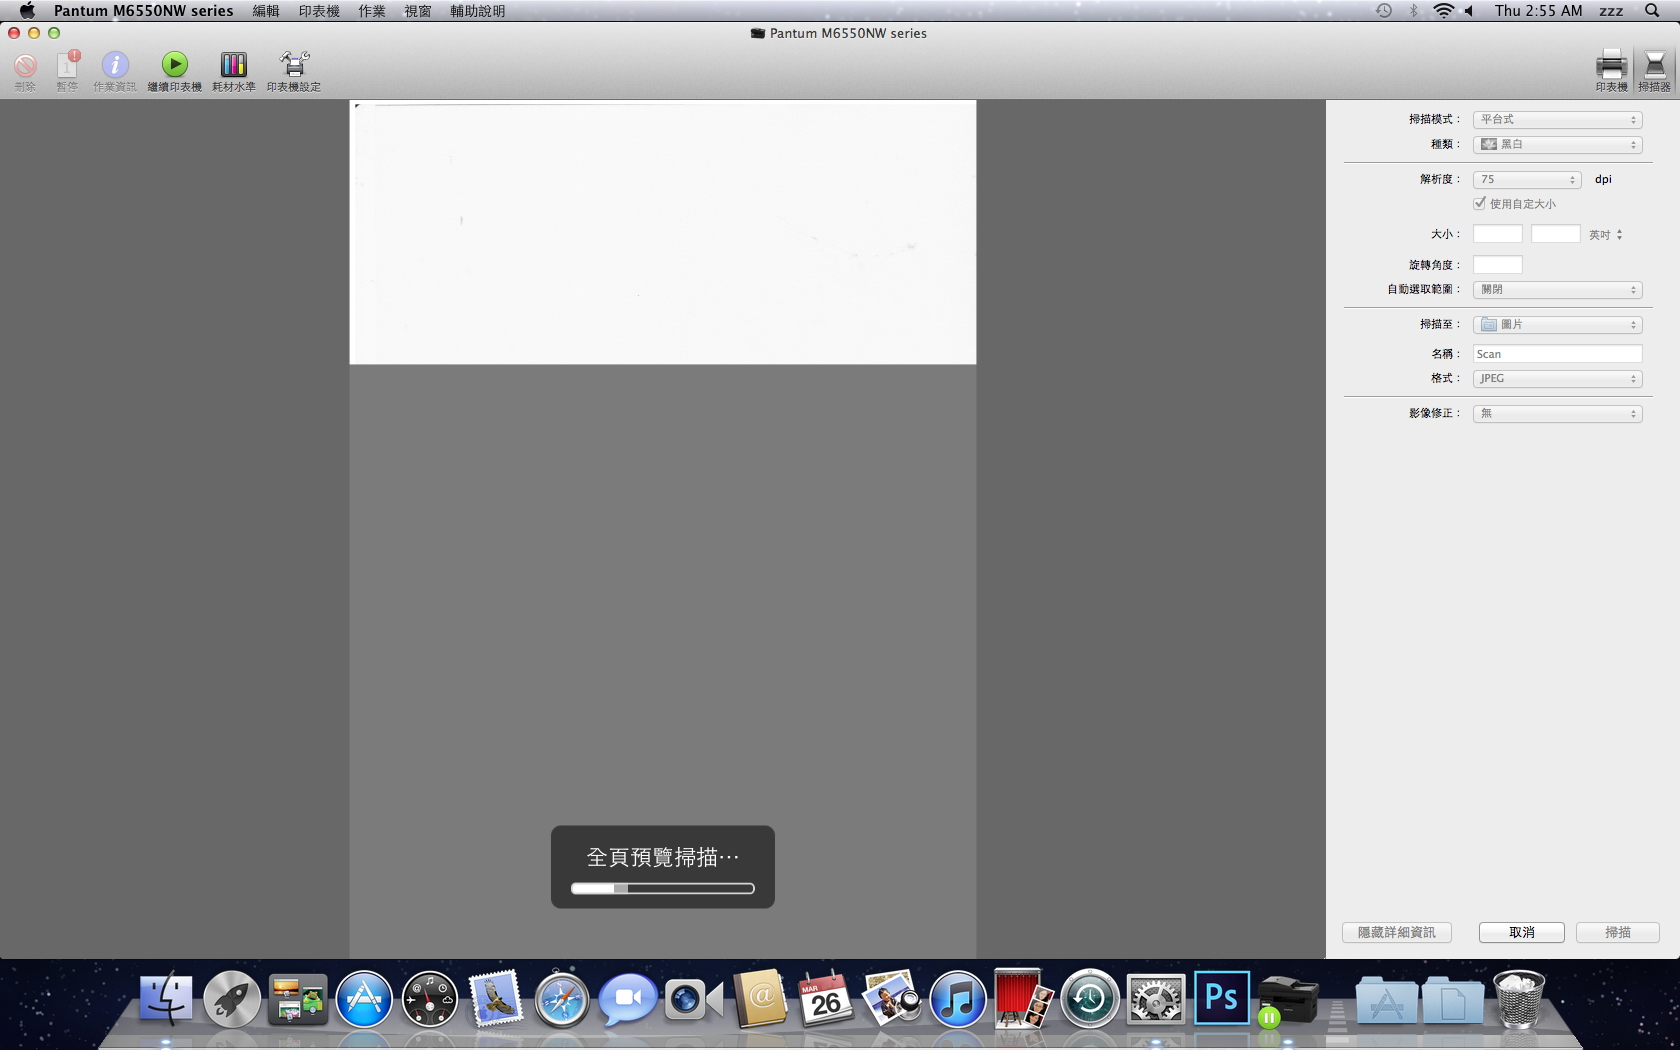 Pantum M6550NW series 編輯 印表機 作業 視窗 輔助說明 Thu 2:55 AM zzz
Pantum M6550NW series
刪除 暫停 作業資訊 繼續印表機 耗材水準 印表機設定 印表機 掃描器
掃描模式： 平台式
種類： 黑白
解析度： 75 dpi
使用自定大小
大小： 英吋
旋轉角度：
自動選取範圍： 關閉
掃描至： 圖片
名稱： Scan
格式： JPEG
影像修正： 無
全頁預覽掃描⋯
隱藏詳細資訊 取消 掃描
MAR
26
Ps